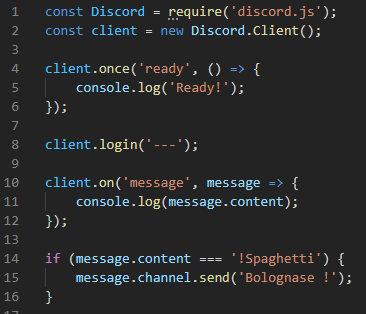 1 const Discord = require('discord.js');
2 const client = new Discord.Client();
3
4 client.once('ready', () => {
5     console.log('Ready!');
6 });
7
8 client.login('---');
9
10 client.on('message', message => {
11     console.log(message.content);
12 });
13
14 if (message.content === '!Spaghetti') {
15     message.channel.send('Bolognase !');
16 }